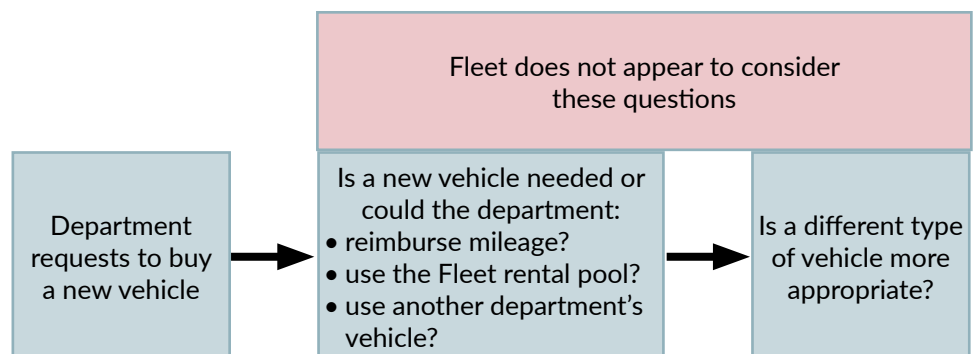 Fleet does not appear to consider
these questions
Department
requests to buy
a new vehicle
Is a new vehicle needed or
could the department:
• reimburse mileage?
• use the Fleet rental pool?
• use another department’s
vehicle?
Is a different type
of vehicle more
appropriate?